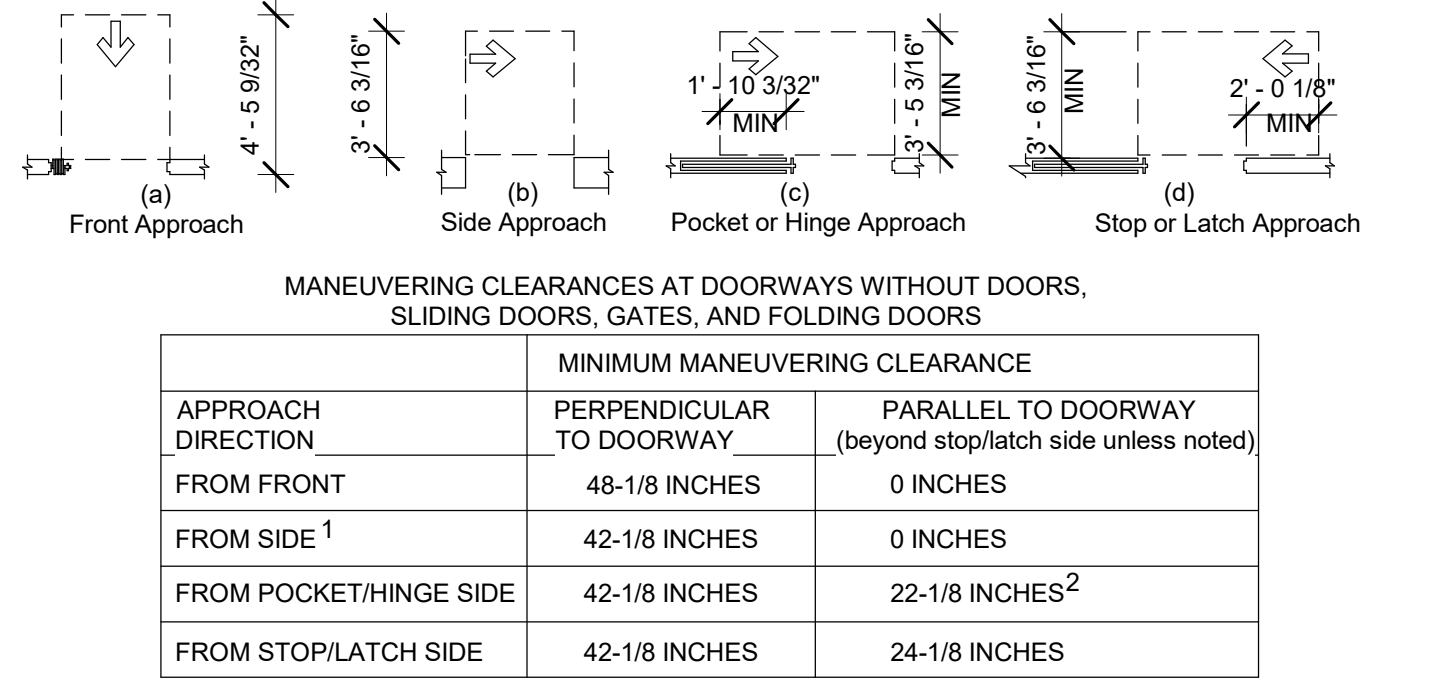 4' - 5 9/32"
3' - 6 3/16"
1' - 10 3/32"
MIN
3' - 5 3/16"
MIN
3' - 6 3/16"
MIN
2' - 0 1/8"
MIN
(a)
Front Approach
(b)
Side Approach
(c)
Pocket or Hinge Approach
(d)
Stop or Latch Approach
MANEUVERING CLEARANCES AT DOORWAYS WITHOUT DOORS,
SLIDING DOORS, GATES, AND FOLDING DOORS
MINIMUM MANEUVERING CLEARANCE
APPROACH
DIRECTION
PERPENDICULAR
TO DOORWAY
PARALLEL TO DOORWAY
(beyond stop/latch side unless noted)
FROM FRONT 48-1/8 INCHES 0 INCHES
FROM SIDE 1 42-1/8 INCHES 0 INCHES
FROM POCKET/HINGE SIDE 42-1/8 INCHES 22-1/8 INCHES2
FROM STOP/LATCH SIDE 42-1/8 INCHES 24-1/8 INCHES